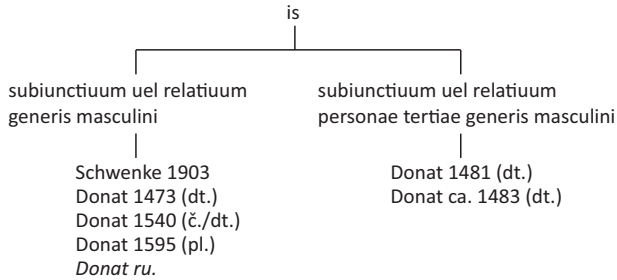 is
subiunctiuum uel relatiuum
generis masculini
Schwenke 1903
Donat 1473 (dt.)
Donat 1540 (č./dt.)
Donat 1595 (pl.)
Donat ru.
subiunctiuum uel relatiuum
personae tertiae generis masculini
Donat 1481 (dt.)
Donat ca. 1483 (dt.)